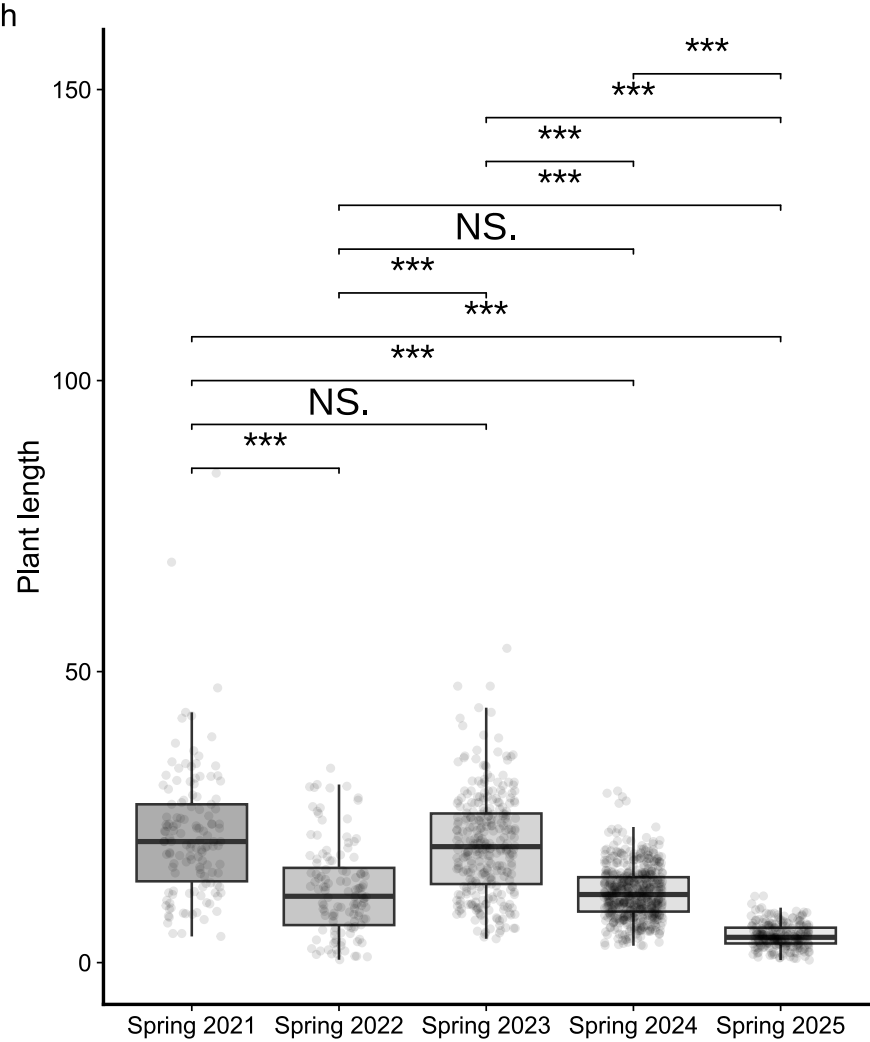 h
***
150
***
***
***
NS.
***
***
***
100
NS.
***
Plant length
50
0
Spring 2021 Spring 2022 Spring 2023 Spring 2024 Spring 2025